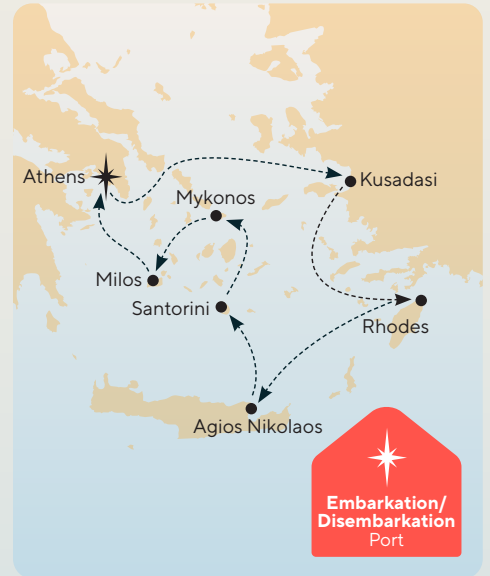 Athens
Kusadasi
Mykonos
Milos
Santorini
Rhodes
Agios Nikolaos
Embarkation/
Disembarkation
Port